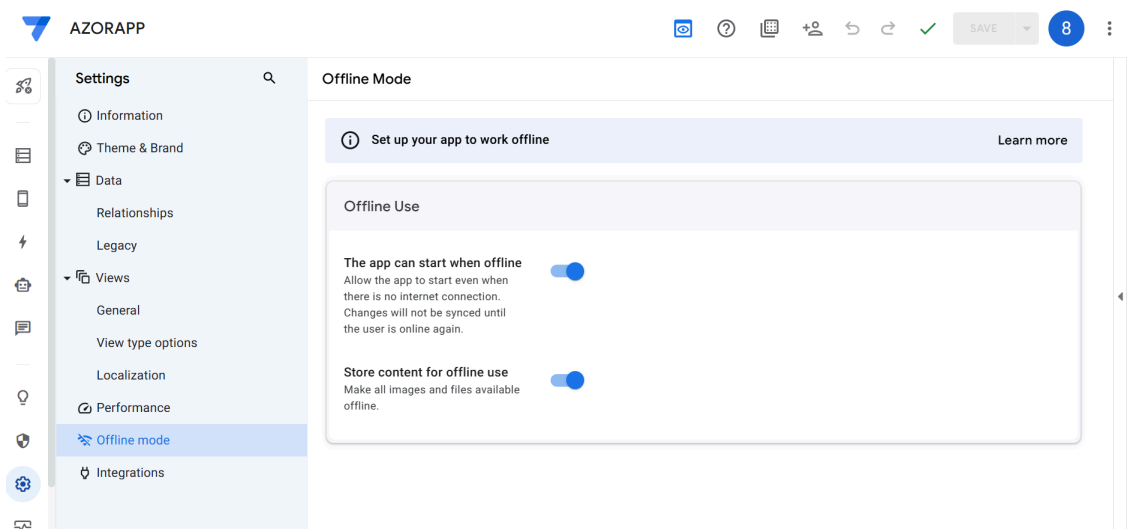 AZORAPP
SAVE
8
Settings
Information
Theme & Brand
Data
Relationships
Legacy
Views
General
View type options
Localization
Performance
Offline mode
Integrations
Offline Mode
Set up your app to work offline
Learn more
Offline Use
The app can start when offline
Allow the app to start even when
there is no internet connection.
Changes will not be synced until
the user is online again.
Store content for offline use
Make all images and files available
offline.